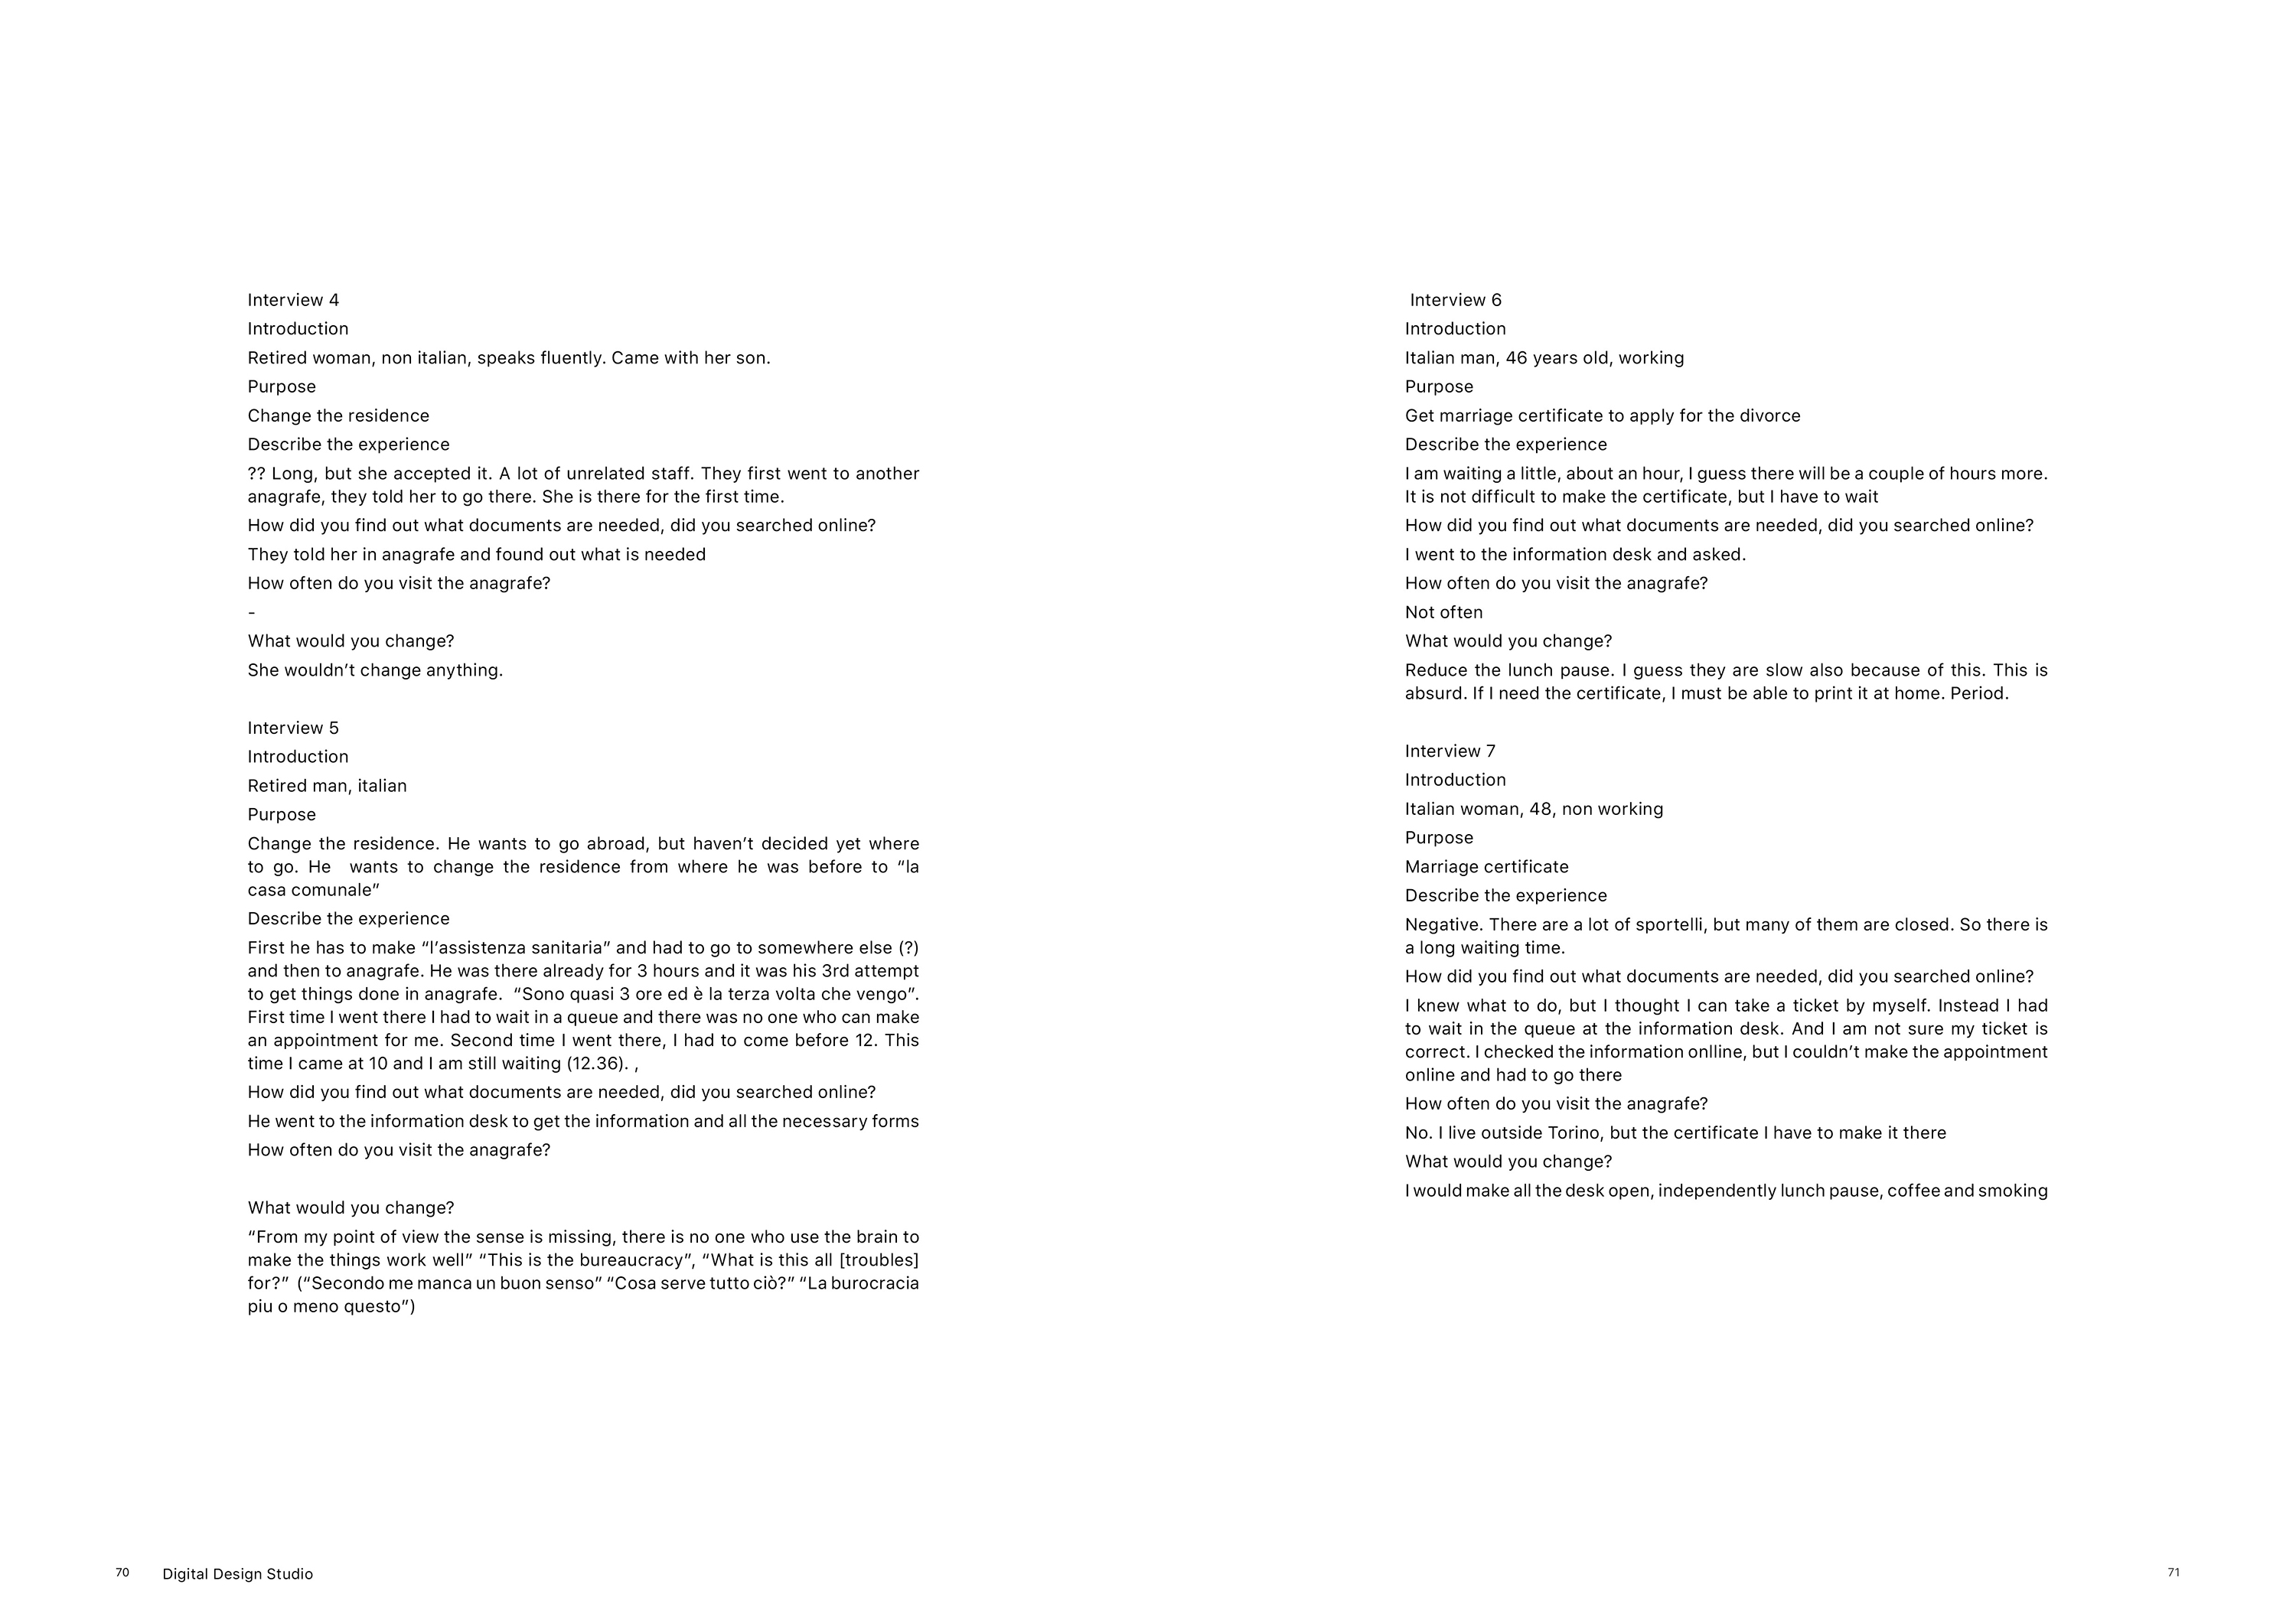 Interview 4
Introduction
Retired woman, non italian, speaks fluently. Came with her son.
Purpose
Change the residence
Describe the experience
?? Long, but she accepted it. A lot of unrelated staff. They first went to another
anagrafe, they told her to go there. She is there for the first time.
How did you find out what documents are needed, did you searched online?
They told her in anagrafe and found out what is needed
How often do you visit the anagrafe?
-
What would you change?
She wouldn’t change anything.
Interview 5
Introduction
Retired man, italian
Purpose
Change the residence. He wants to go abroad, but haven’t decided yet where
to go. He  wants to change the residence from where he was before to “la
casa comunale”
Describe the experience
First he has to make “l’assistenza sanitaria” and had to go to somewhere else (?)
and then to anagrafe. He was there already for 3 hours and it was his 3rd attempt
to get things done in anagrafe.  “Sono quasi 3 ore ed è la terza volta che vengo”.
First time I went there I had to wait in a queue and there was no one who can make
an appointment for me. Second time I went there, I had to come before 12. This
time I came at 10 and I am still waiting (12.36). ,
How did you find out what documents are needed, did you searched online?
He went to the information desk to get the information and all the necessary forms
How often do you visit the anagrafe?
What would you change?
“From my point of view the sense is missing, there is no one who use the brain to
make the things work well” “This is the bureaucracy”, “What is this all [troubles]
for?”  (“Secondo me manca un buon senso” “Cosa serve tutto ciò?” “La burocracia
piu o meno questo”)
70 Digital Design Studio
Interview 6
Introduction
Italian man, 46 years old, working
Purpose
Get marriage certificate to apply for the divorce
Describe the experience
I am waiting a little, about an hour, I guess there will be a couple of hours more.
It is not difficult to make the certificate, but I have to wait
How did you find out what documents are needed, did you searched online?
I went to the information desk and asked.
How often do you visit the anagrafe?
Not often
What would you change?
Reduce the lunch pause. I guess they are slow also because of this. This is
absurd. If I need the certificate, I must be able to print it at home. Period.
Interview 7
Introduction
Italian woman, 48, non working
Purpose
Marriage certificate
Describe the experience
Negative. There are a lot of sportelli, but many of them are closed. So there is
a long waiting time.
How did you find out what documents are needed, did you searched online?
I knew what to do, but I thought I can take a ticket by myself. Instead I had
to wait in the queue at the information desk. And I am not sure my ticket is
correct. I checked the information onlline, but I couldn’t make the appointment
online and had to go there
How often do you visit the anagrafe?
No. I live outside Torino, but the certificate I have to make it there
What would you change?
I would make all the desk open, independently lunch pause, coffee and smoking
71